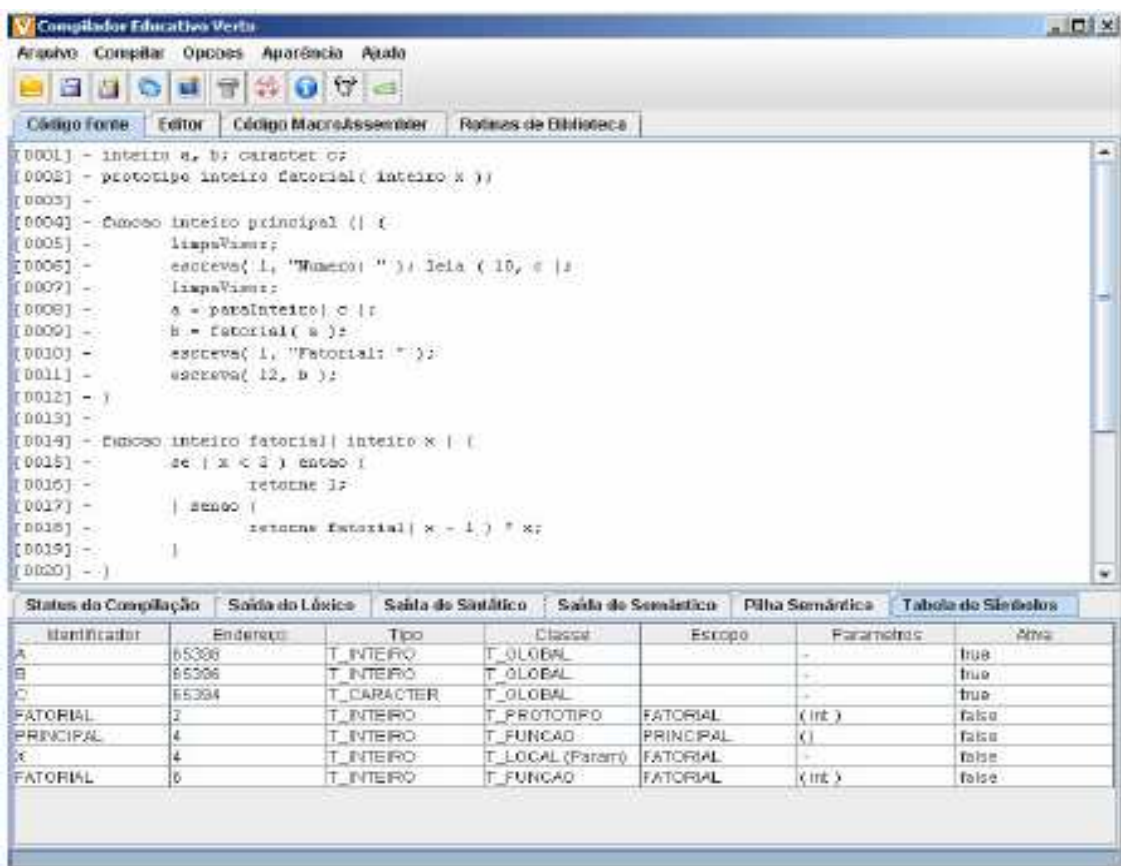 Compilador Educativo Verto
Arquivo Compilar Opcoes Aparência Ajuda
Código Fonte Editor Código MacroAssembler Rotinas de Biblioteca
[0001] - inteiro a, b; caracter c;
[0002] - prototipo inteiro fatorial( inteiro x );
[0003] -
[0004] - funcao inteiro principal () {
[0005] - limpaVisor;
[0006] - escreva( 1, "Numero: " ); leia ( 10, c );
[0007] - limpaVisor;
[0008] - a = paraInteiro( c );
[0009] - b = fatorial( a );
[0010] - escreva( 1, "Fatorial: " );
[0011] - escreva( 12, b );
[0012] - }
[0013] -
[0014] - funcao inteiro fatorial( inteiro x ) {
[0015] - se ( x < 2 ) entao {
[0016] - retorne 1;
[0017] - } senao {
[0018] - retorne fatorial( x - 1 ) * x;
[0019] - }
[0020] - }
Status da Compilação Saída do Léxico Saída do Sintático Saída do Semântico Pilha Semântica Tabela de Símbolos
Identificador Endereço Tipo Classe Escopo Parametros Ativa
A T_INTEIRO T_GLOBAL - true
B T_INTEIRO T_GLOBAL - true
C T_CARACTER T_GLOBAL - true
FATORIAL 2 T_INTEIRO T_PROTOTIPO FATORIAL ( int ) false
PRINCIPAL 4 T_INTEIRO T_FUNCAO PRINCIPAL () false
X 4 T_INTEIRO T_LOCAL (Param) FATORIAL - false
FATORIAL 6 T_INTEIRO T_FUNCAO FATORIAL ( int ) false